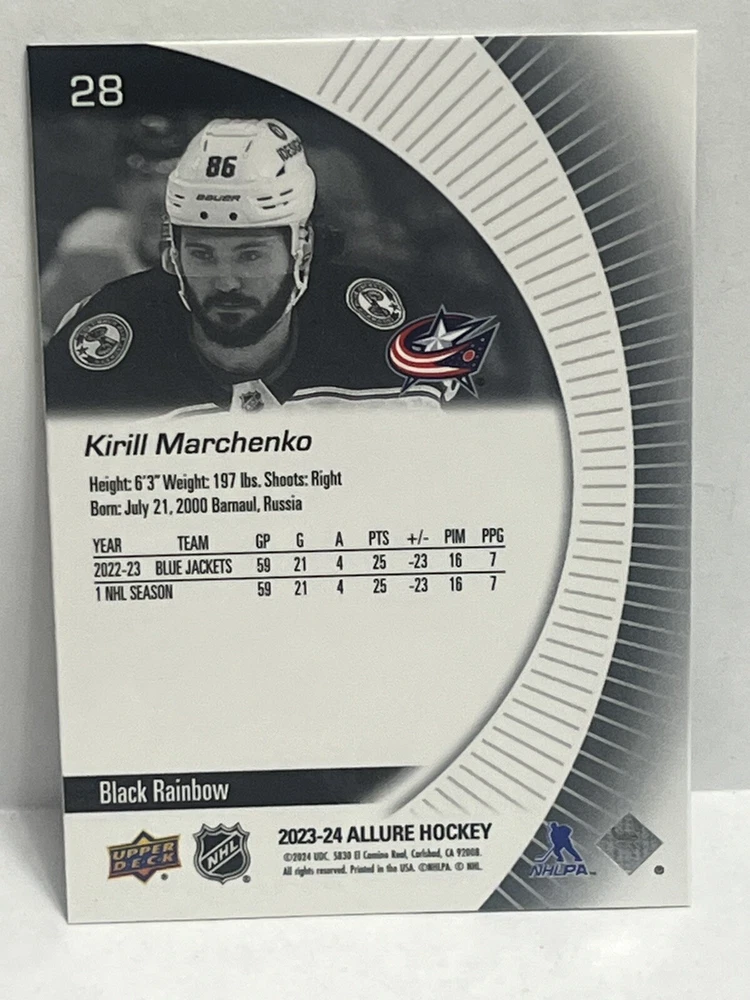 28
86
BAUER
Kirill Marchenko
Height: 6'3" Weight: 197 lbs. Shoots: Right
Born: July 21, 2000 Barnaul, Russia
YEAR TEAM GP G A PTS +/- PIM PPG
2022-23 BLUE JACKETS 59 21 4 25 -23 16 7
1 NHL SEASON 59 21 4 25 -23 16 7
Black Rainbow
UPPER DECK ®
NHL ®
2023-24 ALLURE HOCKEY
©2024 UDC. 5830 El Camino Real, Carlsbad, CA 92008.
All rights reserved. Printed in the USA. ©NHLPA. © NHL.
NHLPA™